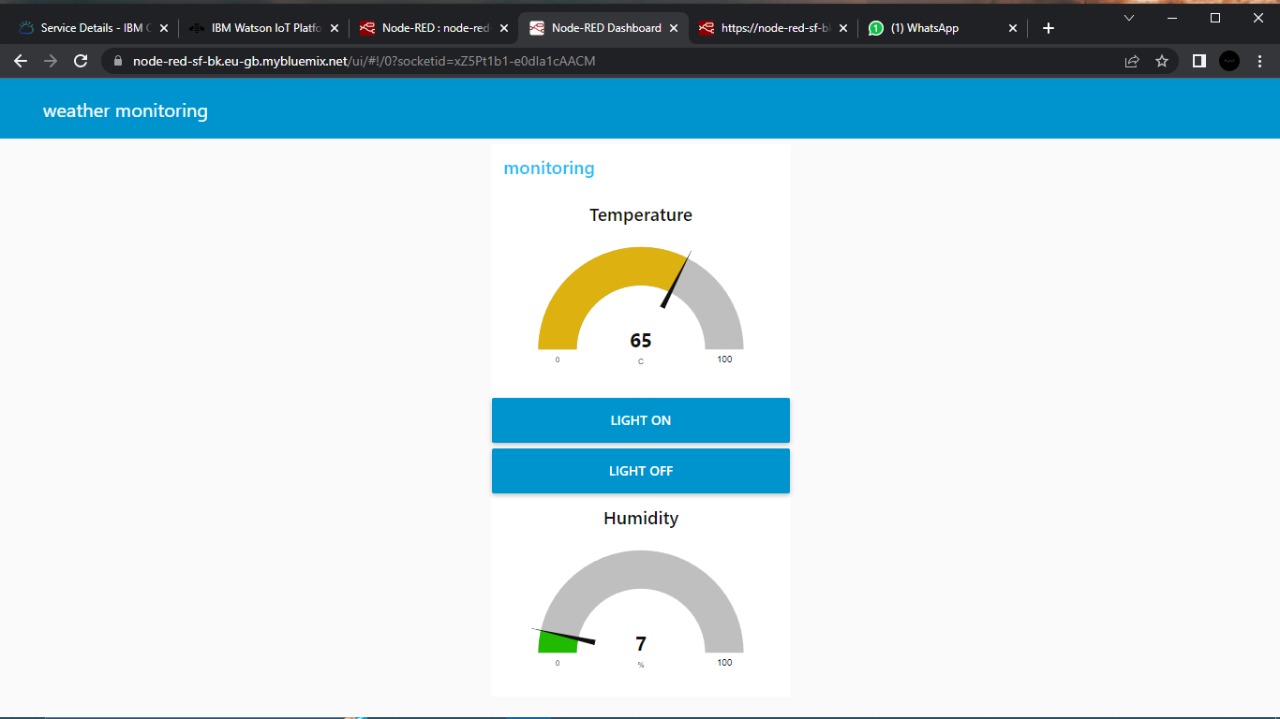 Service Details - IBM C
IBM Watson IoT Platfo
Node-RED : node-red-
Node-RED Dashboard
https://node-red-sf-bk
(1) WhatsApp
node-red-sf-bk.eu-gb.mybluemix.net/ui/#!/0?socketid=xZ5Pt1b1-e0dIa1cAACM
weather monitoring
monitoring
Temperature
65
0
C
100
LIGHT ON
LIGHT OFF
Humidity
7
0
%
100